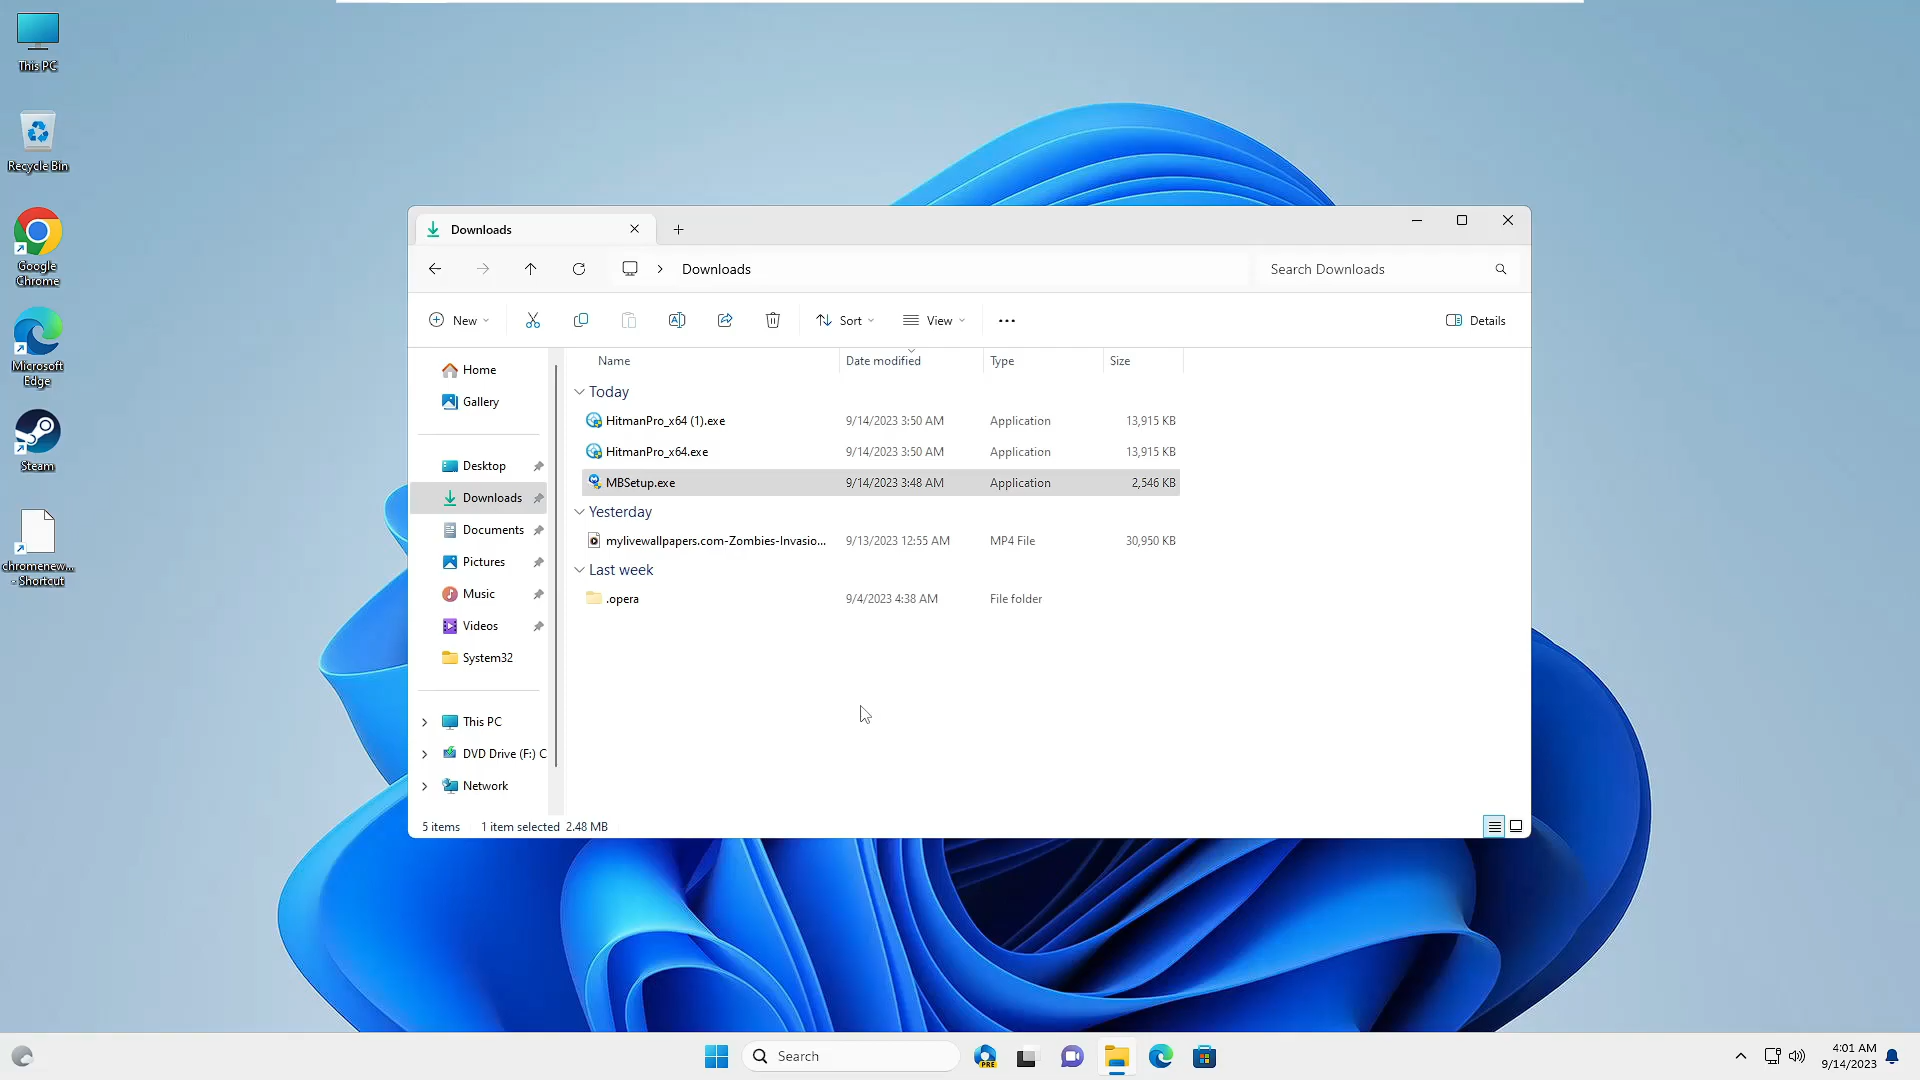 This PC
Recycle Bin
Google
Chrome
Microsoft
Edge
Steam
chromenew...
- Shortcut
Downloads
Downloads
Search Downloads
New
Sort
View
Details
Home
Gallery
Desktop
Downloads
Documents
Pictures
Music
Videos
System32
This PC
DVD Drive (F:) C
Network
Name Date modified Type Size
Today
HitmanPro_x64 (1).exe 9/14/2023 3:50 AM Application 13,915 KB
HitmanPro_x64.exe 9/14/2023 3:50 AM Application 13,915 KB
MBSetup.exe 9/14/2023 3:48 AM Application 2,546 KB
Yesterday
mylivewallpapers.com-Zombies-Invasio... 9/13/2023 12:55 AM MP4 File 30,950 KB
Last week
.opera 9/4/2023 4:38 AM File folder
5 items 1 item selected 2.48 MB
Search
PRE
4:01 AM
9/14/2023